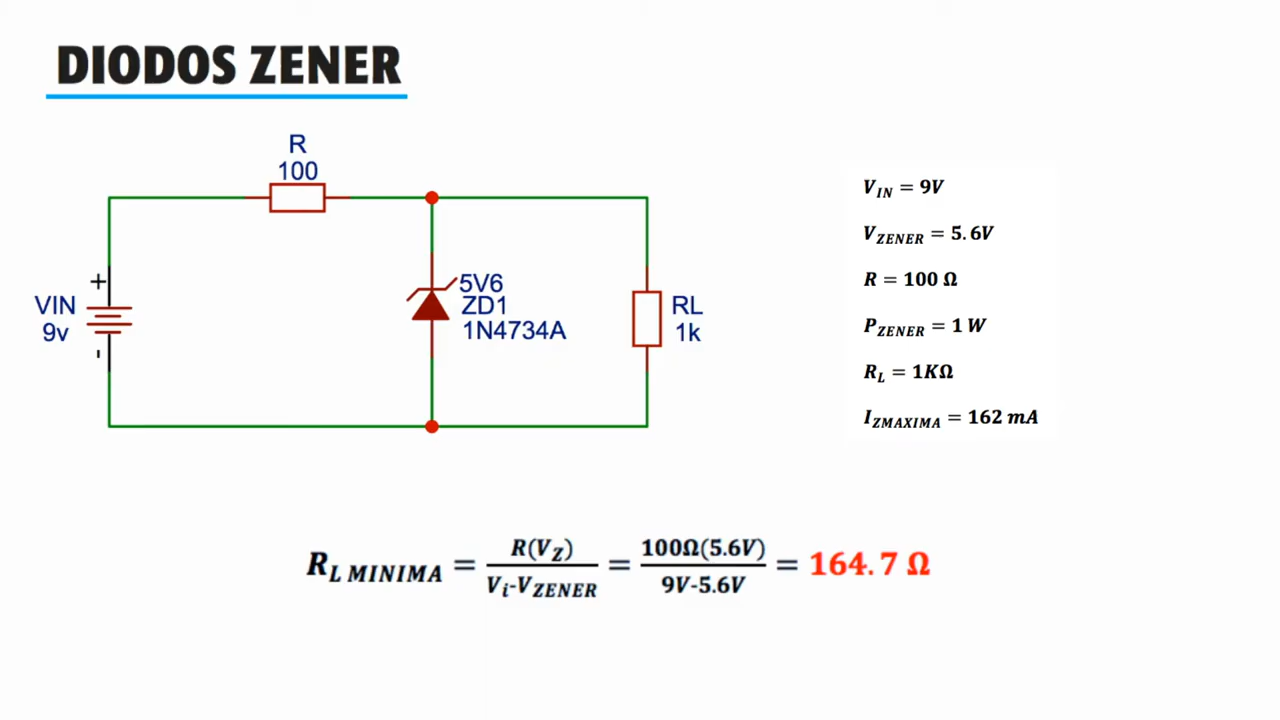 DIODOS ZENER
R
100
VIN
9v
+
-
5V6
ZD1
1N4734A
RL
1k
V_IN = 9V
V_ZENER = 5.6V
R = 100 Ω
P_ZENER = 1 W
R_L = 1KΩ
I_ZMAXIMA = 162 mA
R_L MINIMA = R(V_Z) / V_i-V_ZENER = 100Ω(5.6V) / 9V-5.6V = 164.7 Ω